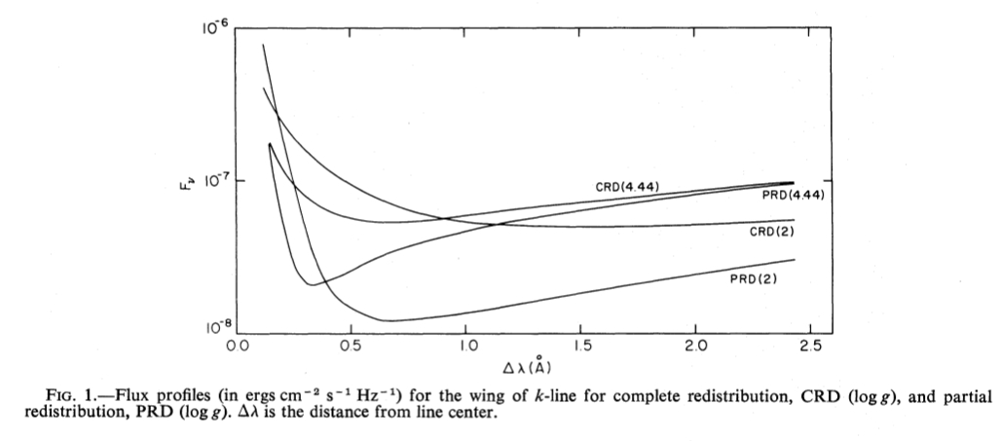 10⁻⁶
Fᵥ 10⁻⁷
10⁻⁸
CRD(4.44)
PRD(4.44)
CRD(2)
PRD(2)
0.0 0.5 1.0 1.5 2.0 2.5
Δλ(Å)
FIG. 1.—Flux profiles (in ergs cm⁻² s⁻¹ Hz⁻¹) for the wing of k-line for complete redistribution, CRD (log g), and partial
redistribution, PRD (log g). Δλ is the distance from line center.